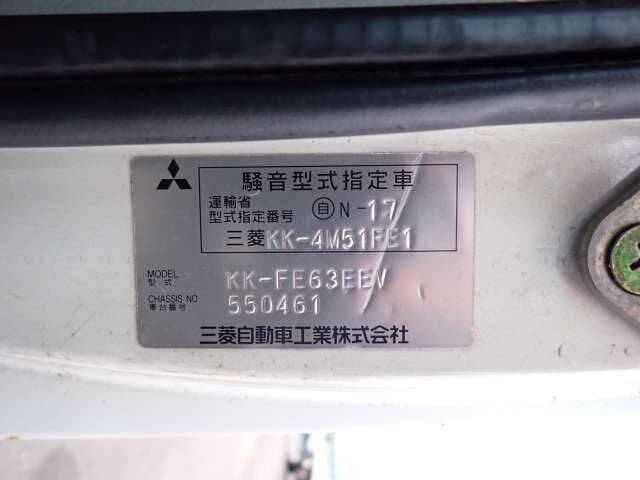 騒音型式指定車
運輸省
型式指定番号 自 N-17
三菱KK-4M51FE1
MODEL
型式
KK-FE63EEV
CHASSIS NO
車台番号
550461
三菱自動車工業株式会社